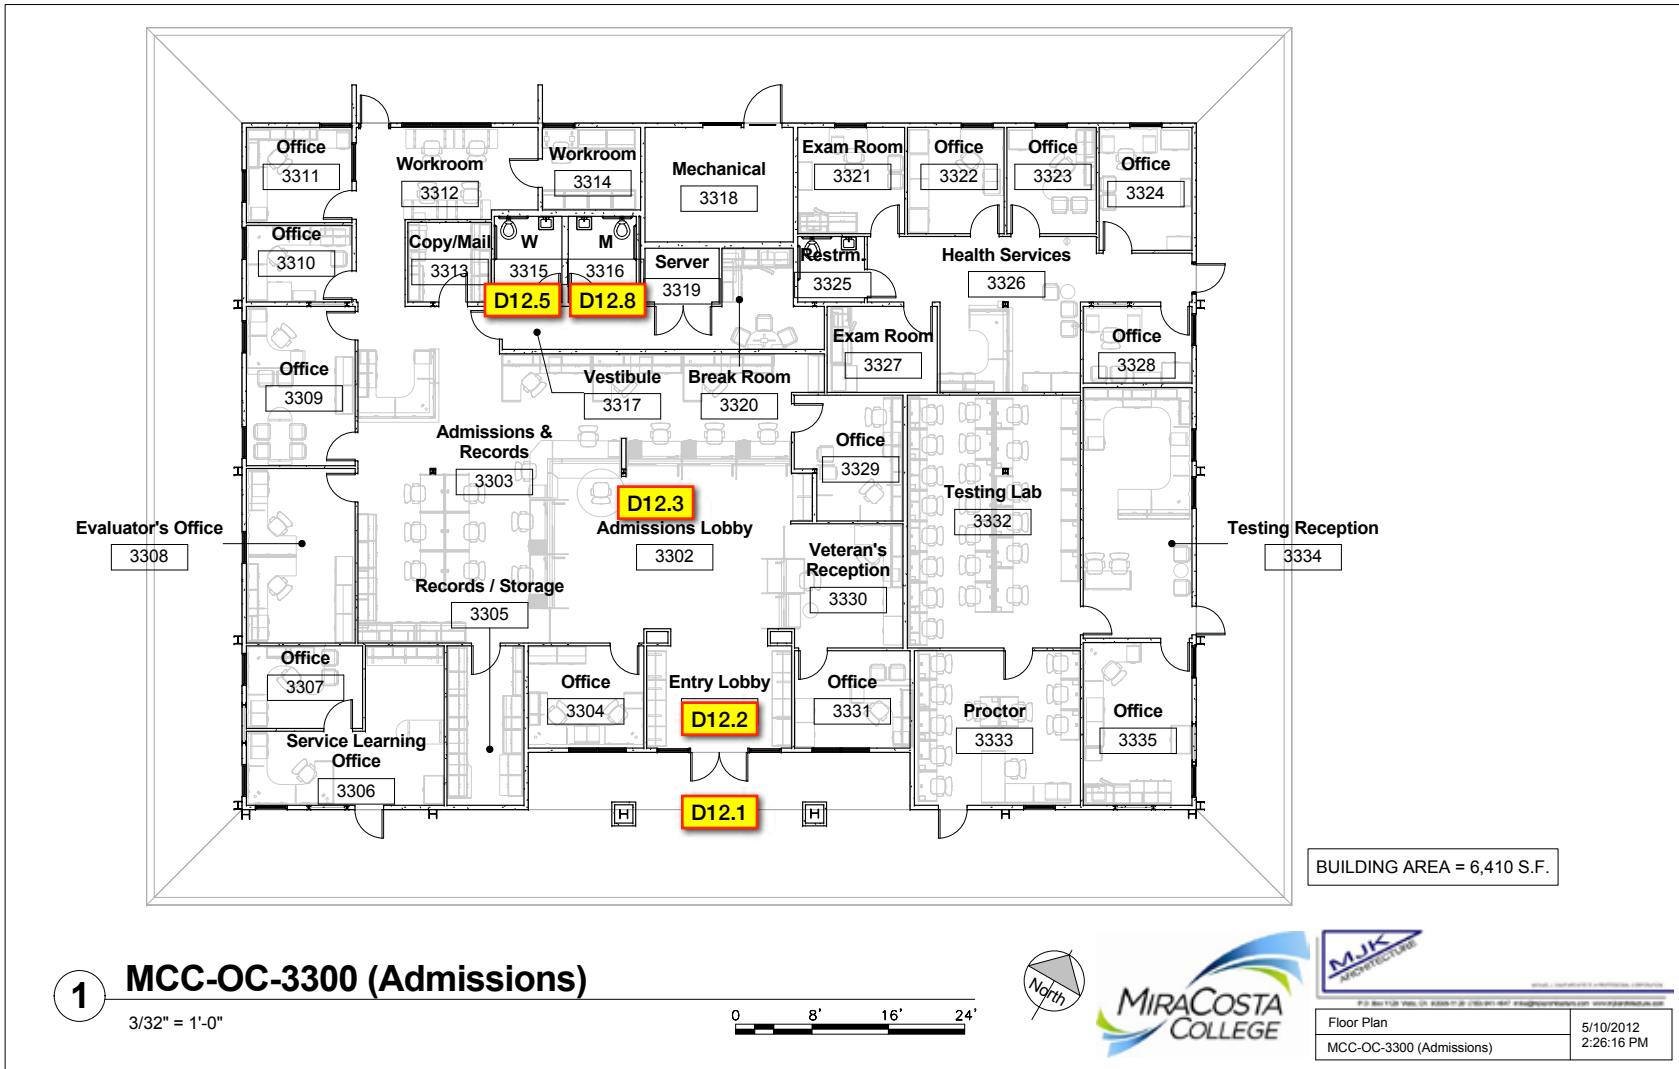 Office
3311
Workroom
3312
Workroom
3314
Mechanical
3318
Exam Room
3321
Office
3322
Office
3323
Office
3324
Office
3310
Copy/Mail
3313
W
3315
M
3316
Server
3319
Restrm.
3325
Health Services
3326
D12.5
D12.8
Office
3309
Vestibule
3317
Break Room
3320
Exam Room
3327
Office
3328
Admissions &
Records
3303
Office
3329
D12.3
Admissions Lobby
3302
Testing Lab
3332
Evaluator's Office
3308
Testing Reception
3334
Veteran's
Reception
3330
Records / Storage
3305
Office
3307
Office
3304
Entry Lobby
D12.2
Office
3331
Proctor
3333
Office
3335
Service Learning
Office
3306
D12.1
BUILDING AREA = 6,410 S.F.
1
MCC-OC-3300 (Admissions)
3/32" = 1'-0"
0 8' 16' 24'
North
MIRACOSTA
COLLEGE
MJK
ARCHITECTURE
Floor Plan
MCC-OC-3300 (Admissions)
5/10/2012
2:26:16 PM